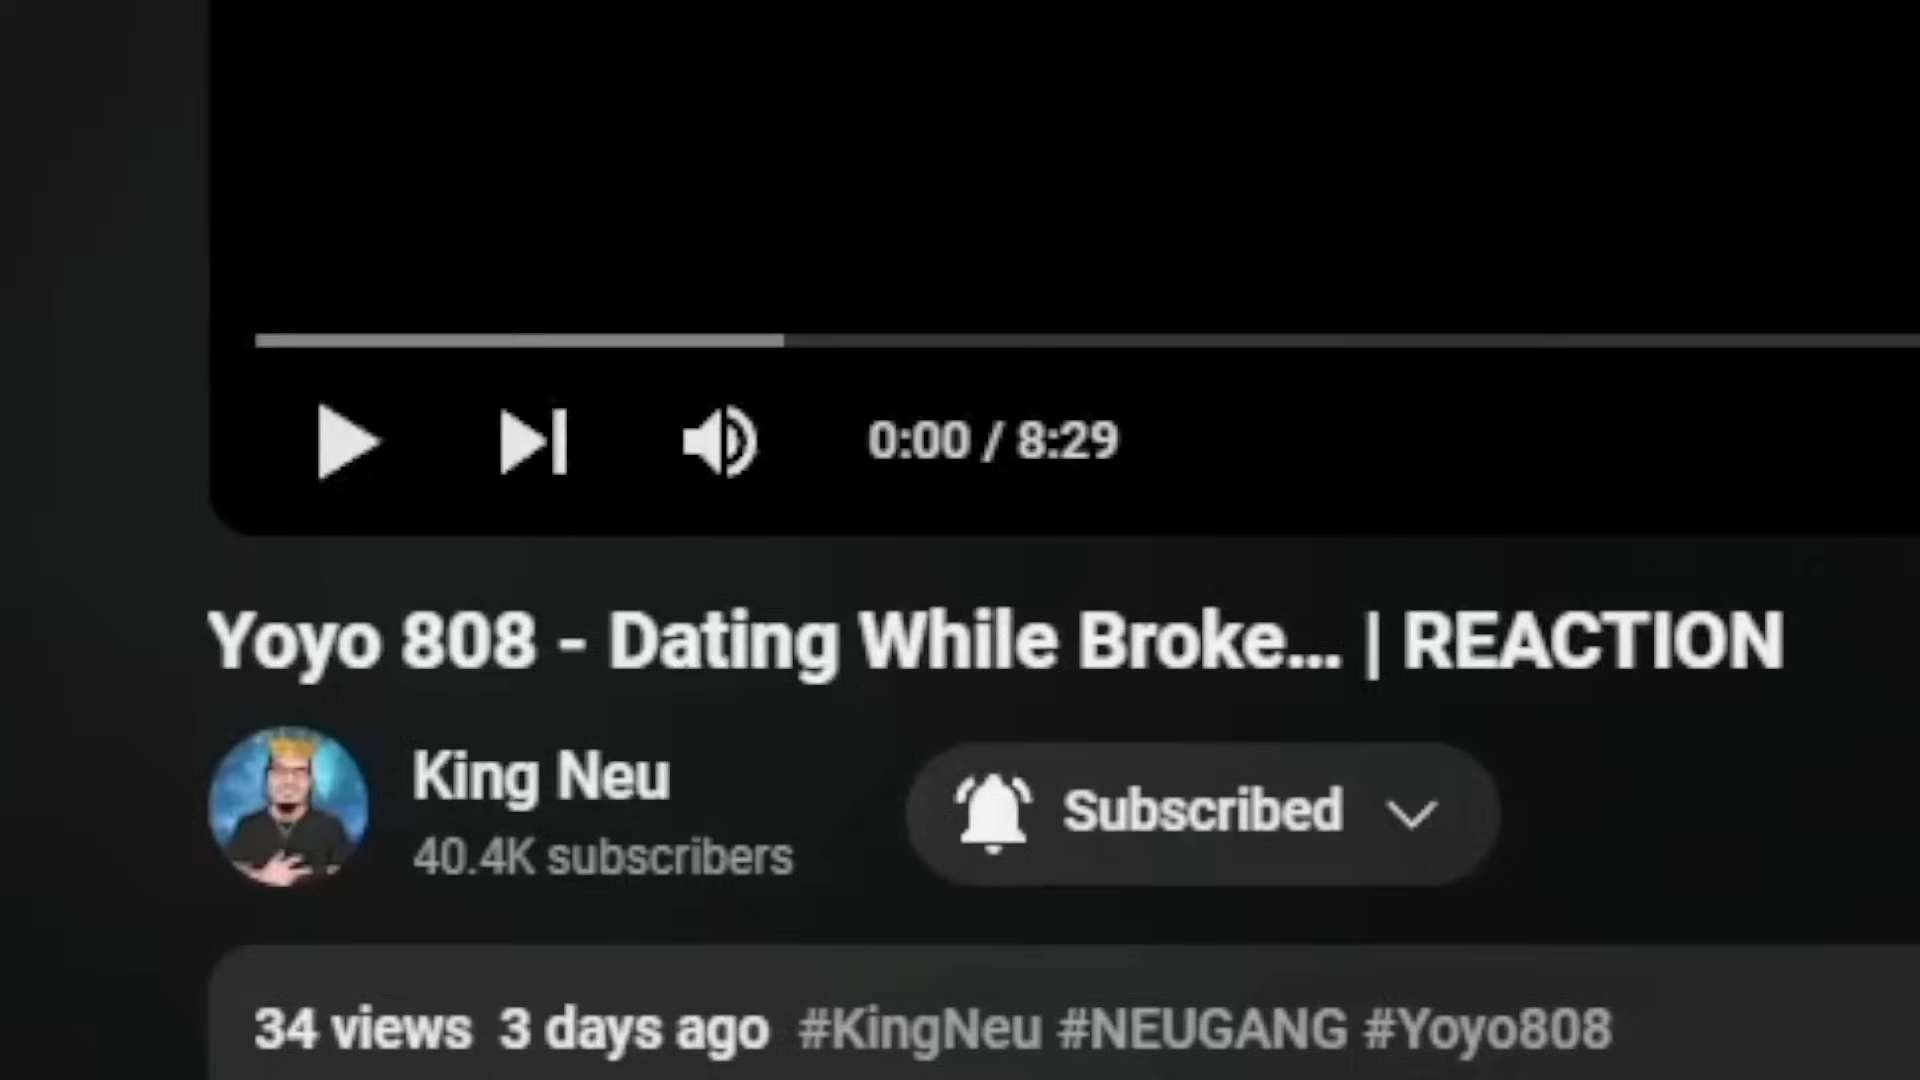 0:00 / 8:29
Yoyo 808 - Dating While Broke... | REACTION
King Neu
Subscribed
40.4K subscribers
34 views 3 days ago #KingNeu #NEUGANG #Yoyo808